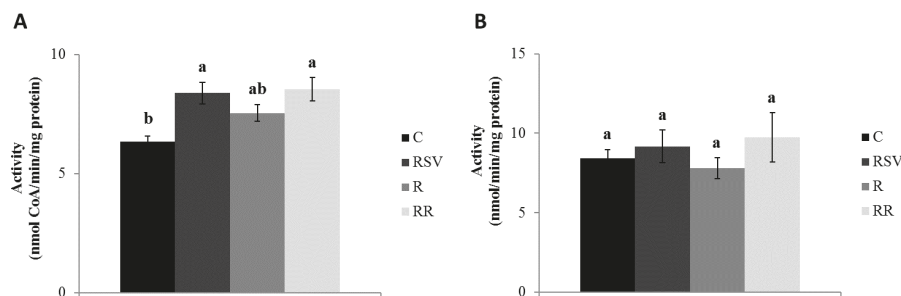 A
Activity
(nmol CoA/min/mg protein)
10
5
0
b
a
ab
a
C
RSV
R
RR
B
Activity
(nmol/min/mg protein)
15
10
5
0
a
a
a
a
C
RSV
R
RR